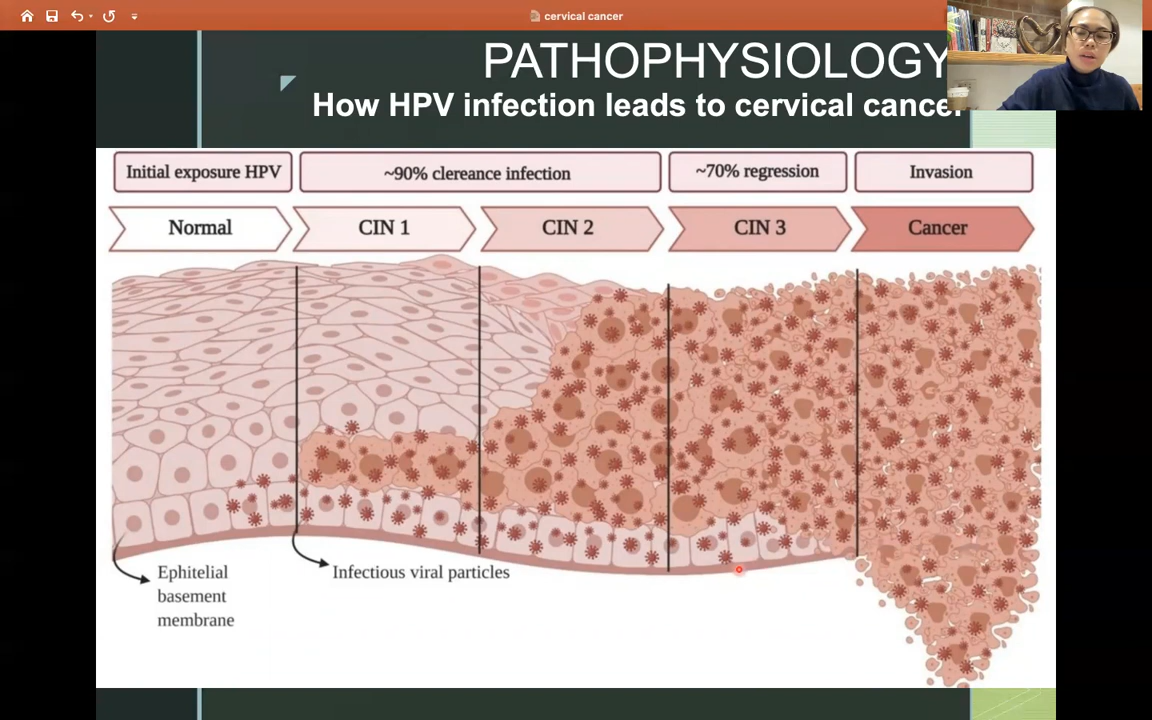 cervical cancer
PATHOPHYSIOLOGY
How HPV infection leads to cervical cancer
Initial exposure HPV
~90% clereance infection
~70% regression
Invasion
Normal
CIN 1
CIN 2
CIN 3
Cancer
Infectious viral particles
Ephitelial
basement
membrane